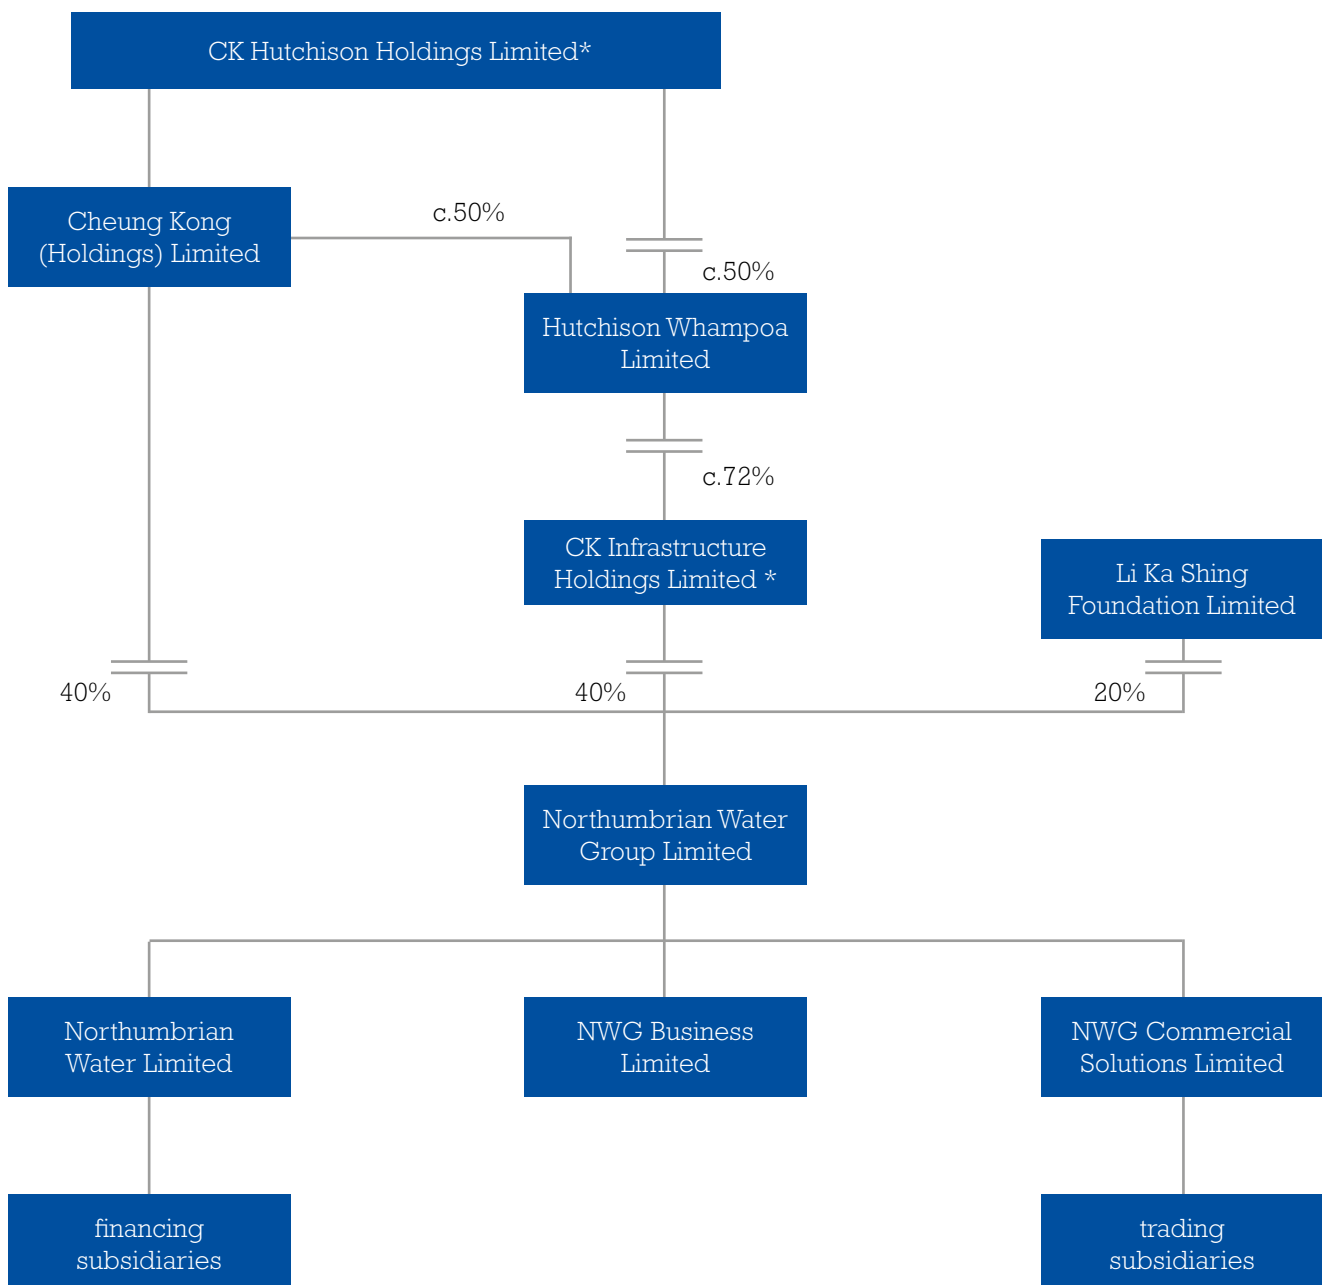 CK Hutchison Holdings Limited*
Cheung Kong
(Holdings) Limited
c.50%
c.50%
Hutchison Whampoa
Limited
c.72%
CK Infrastructure
Holdings Limited *
Li Ka Shing
Foundation Limited
40%
40%
20%
Northumbrian Water
Group Limited
Northumbrian
Water Limited
NWG Business
Limited
NWG Commercial
Solutions Limited
financing
subsidiaries
trading
subsidiaries